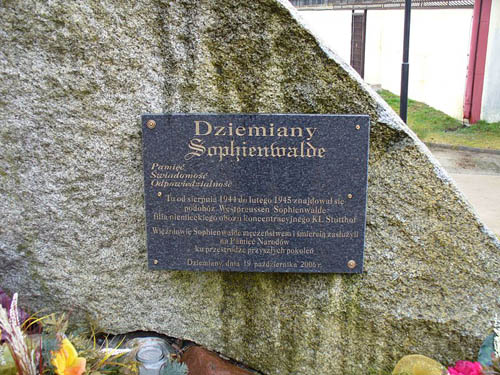 Dziemiany
Sophienwalde
Pamięć
Świadomość
Odpowiedzialność
Tu od sierpnia 1944 do lutego 1945 znajdował się
podobóz Westpreussen Sophienwalde
filia niemieckiego obozu koncentracyjnego KL Stutthof
Więźniowie Sophienwalde męczeństwem i śmiercią zasłużyli
na Pamięć Narodów
ku przestrodze przyszłych pokoleń
Dziemiany, dnia 19 października 2006 r.